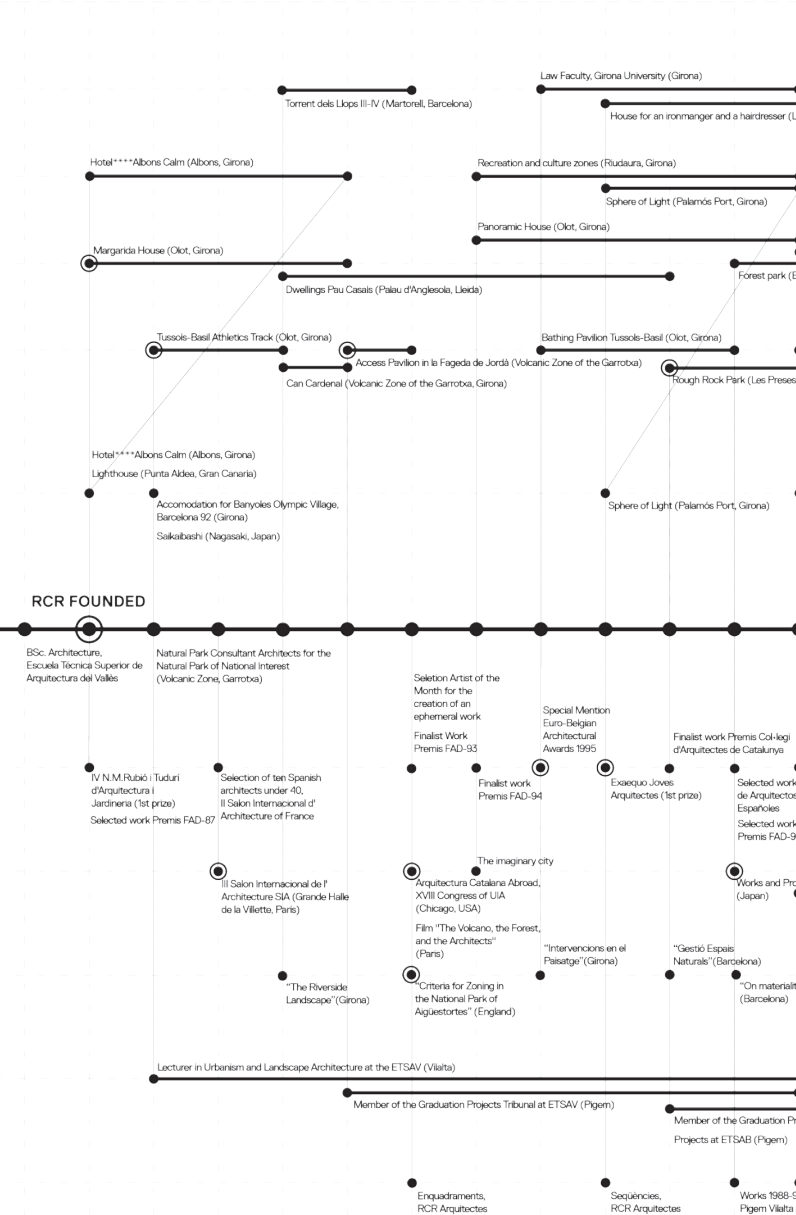 Law Faculty, Girona University (Girona)
Torrent dels Llops III-IV (Martorell, Barcelona)
House for an ironmanger and a hairdresser (L
Hotel****Albons Calm (Albons, Girona)
Recreation and culture zones (Riudaura, Girona)
Sphere of Light (Palamós Port, Girona)
Panoramic House (Olot, Girona)
Margarida House (Olot, Girona)
Forest park (B
Dwellings Pau Casals (Palau d'Anglesola, Lleida)
Tussols-Basil Athletics Track (Olot, Girona)
Bathing Pavilion Tussols-Basil (Olot, Girona)
Access Pavilion in la Fageda de Jordà (Volcanic Zone of the Garrotxa)
Can Cardenal (Volcanic Zone of the Garrotxa, Girona)
Rough Rock Park (Les Preses
Hotel****Albons Calm (Albons, Girona)
Lighthouse (Punta Aldea, Gran Canaria)
Accomodation for Banyoles Olympic Village,
Barcelona 92 (Girona)
Saikaibashi (Nagasaki, Japan)
Sphere of Light (Palamós Port, Girona)
RCR FOUNDED
BSc. Architecture,
Escuela Tècnica Superior de
Arquitectura del Vallès
Natural Park Consultant Architects for the
Natural Park of National Interest
(Volcanic Zone, Garrotxa)
Seletion Artist of the
Month for the
creation of an
ephemeral work
Finalist Work
Premis FAD-93
Special Mention
Euro-Belgian
Architectural
Awards 1995
Finalist work Premis Col·legi
d'Arquitectes de Catalunya
IV N.M.Rubió i Tudurí
d'Arquitectura i
Jardineria (1st prize)
Selected work Premis FAD-87
Selection of ten Spanish
architects under 40,
II Salon Internacional d'
Architecture of France
Finalist work
Premis FAD-94
Exaequo Joves
Arquitectes (1st prize)
Selected work
de Arquitectos
Españoles
Selected work
Premis FAD-9
III Salon Internacional de l'
Architecture SIA (Grande Halle
de la Villette, Paris)
The imaginary city
Arquitectura Catalana Abroad,
XVIII Congress of UIA
(Chicago, USA)
Film "The Volcano, the Forest,
and the Architects"
(Paris)
Works and Pro
(Japan)
"The Riverside
Landscape"(Girona)
"Criteria for Zoning in
the National Park of
Aigüestortes" (England)
"Intervencions en el
Paisatge"(Girona)
"Gestió Espais
Naturals"(Barcelona)
"On materialit
(Barcelona)
Lecturer in Urbanism and Landscape Architecture at the ETSAV (Vilalta)
Member of the Graduation Projects Tribunal at ETSAV (Pigem)
Member of the Graduation Pr
Projects at ETSAB (Pigem)
Enquadraments,
RCR Arquitectes
Seqüències,
RCR Arquitectes
Works 1988-9
Pigem Vilalta